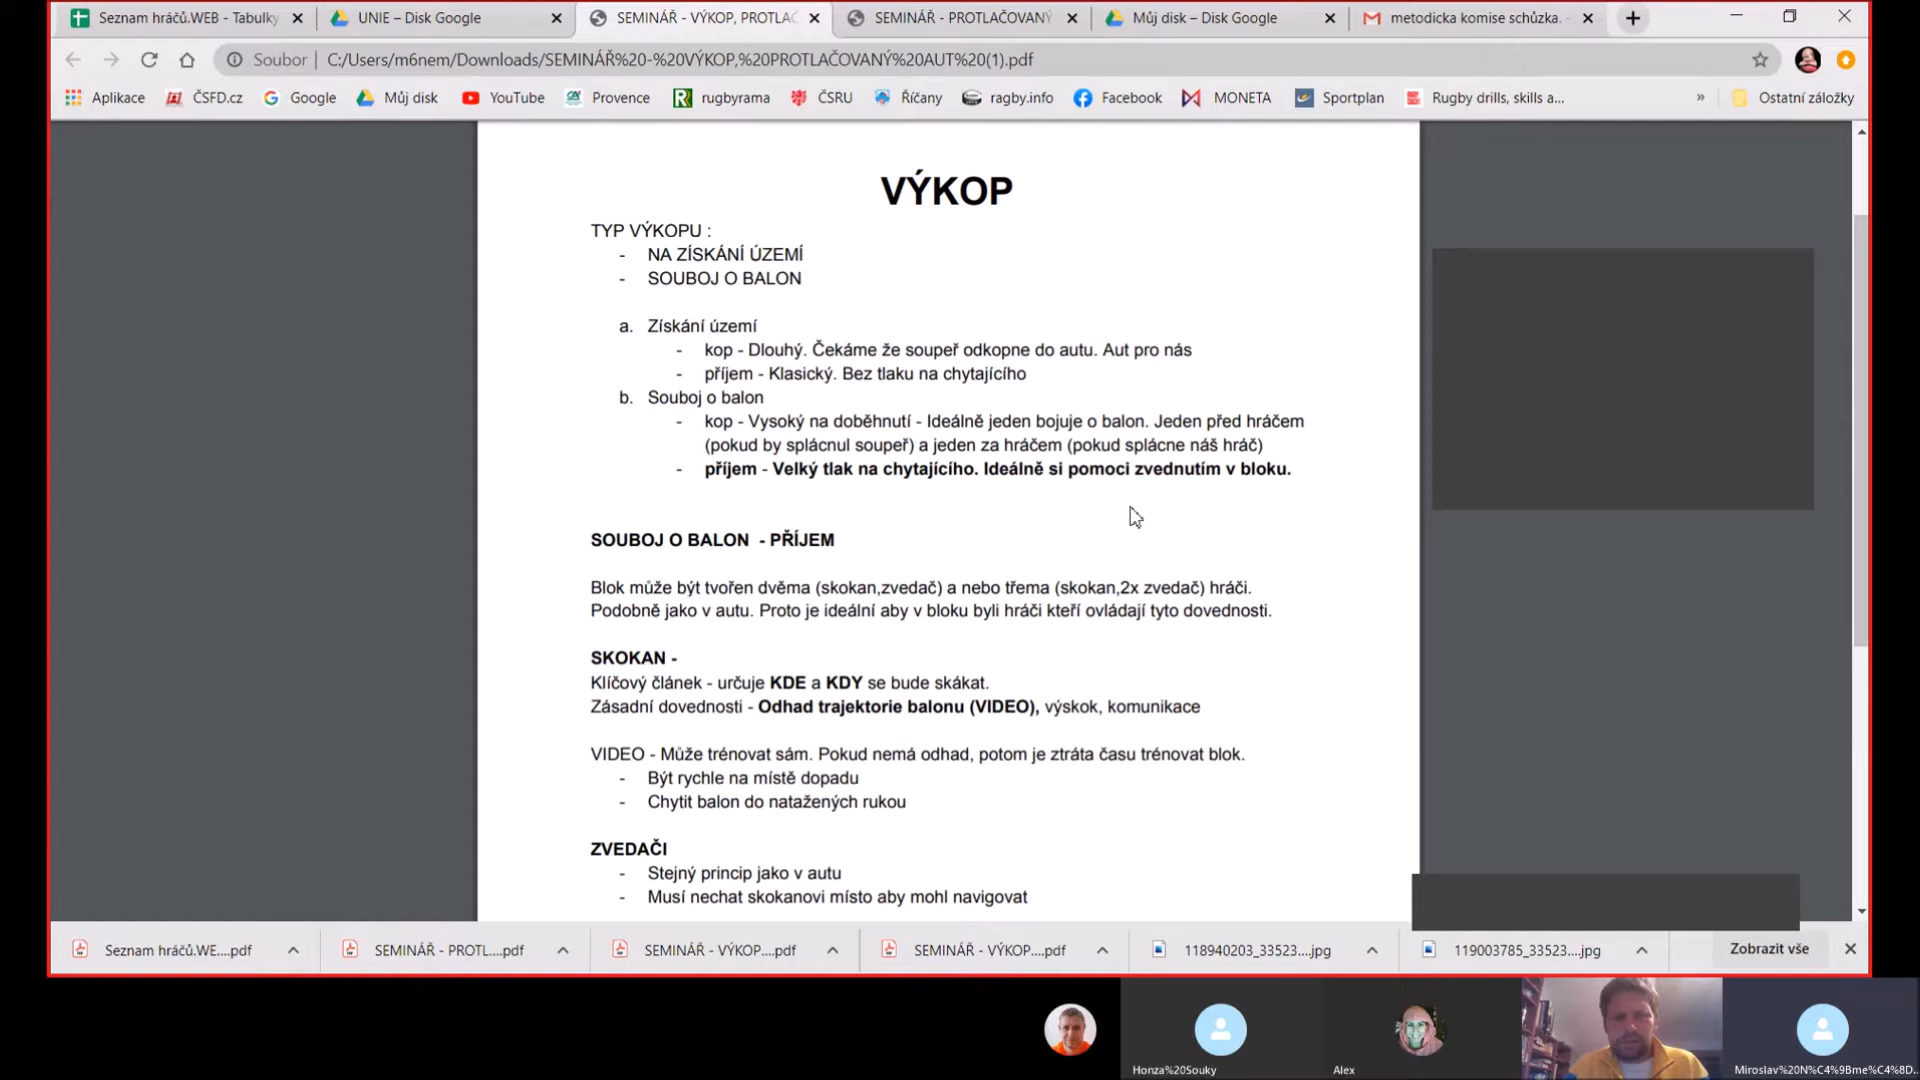 Seznam hráčů.WEB - Tabulky
UNIE – Disk Google
SEMINÁŘ - VÝKOP, PROTLAČ
SEMINÁŘ - PROTLAČOVANÝ
Můj disk – Disk Google
metodicka komise schůzka. -
Soubor
C:/Users/m6nem/Downloads/SEMINÁŘ%20-%20VÝKOP,%20PROTLAČOVANÝ%20AUT%20(1).pdf
Aplikace
ČSFD.cz
Google
Můj disk
YouTube
Provence
rugbyrama
ČSRU
Říčany
ragby.info
Facebook
MONETA
Sportplan
Rugby drills, skills a...
»
Ostatní záložky
VÝKOP
TYP VÝKOPU :
- NA ZÍSKÁNÍ ÚZEMÍ
- SOUBOJ O BALON
a. Získání území
- kop - Dlouhý. Čekáme že soupeř odkopne do autu. Aut pro nás
- příjem - Klasický. Bez tlaku na chytajícího
b. Souboj o balon
- kop - Vysoký na doběhnutí - Ideálně jeden bojuje o balon. Jeden před hráčem
(pokud by splácnul soupeř) a jeden za hráčem (pokud splácne náš hráč)
- příjem - Velký tlak na chytajícího. Ideálně si pomoci zvednutím v bloku.
SOUBOJ O BALON - PŘÍJEM
Blok může být tvořen dvěma (skokan,zvedač) a nebo třema (skokan,2x zvedač) hráči.
Podobně jako v autu. Proto je ideální aby v bloku byli hráči kteří ovládají tyto dovednosti.
SKOKAN -
Klíčový článek - určuje KDE a KDY se bude skákat.
Zásadní dovednosti - Odhad trajektorie balonu (VIDEO), výskok, komunikace
VIDEO - Může trénovat sám. Pokud nemá odhad, potom je ztráta času trénovat blok.
- Být rychle na místě dopadu
- Chytit balon do natažených rukou
ZVEDAČI
- Stejný princip jako v autu
- Musí nechat skokanovi místo aby mohl navigovat
Seznam hráčů.WE....pdf
SEMINÁŘ - PROTL....pdf
SEMINÁŘ - VÝKOP....pdf
SEMINÁŘ - VÝKOP....pdf
118940203_33523....jpg
119003785_33523....jpg
Zobrazit vše
Honza%20Souky
Alex
Miroslav%20N%C4%9Bme%C4%8D...